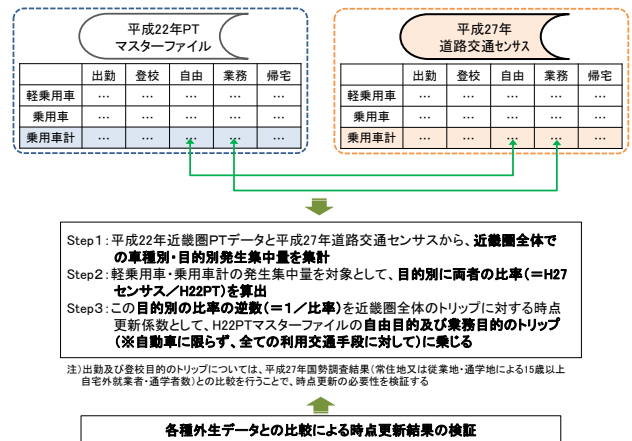 平成22年PT
マスターファイル
平成27年
道路交通センサス
出勤 登校 自由 業務 帰宅
軽乗用車 … … … … …
乗用車 … … … … …
乗用車計 … … … … …
出勤 登校 自由 業務 帰宅
軽乗用車 … … … … …
乗用車 … … … … …
乗用車計 … … … … …
Step1:平成22年近畿圏PTデータと平成27年道路交通センサスから、近畿圏全体で
の車種別・目的別発生集中量を集計
Step2:軽乗用車・乗用車計の発生集中量を対象として、目的別に両者の比率(=H27
センサス/H22PT)を算出
Step3:この目的別の比率の逆数(=1/比率)を近畿圏全体のトリップに対する時点
更新係数として、H22PTマスターファイルの自由目的及び業務目的のトリップ
(※自動車に限らず、全ての利用交通手段に対して)に乗じる
注)出勤及び登校目的のトリップについては、平成27年国勢調査結果(常住地又は従業地・通学地による15歳以上
自宅外就業者・通学者数)との比較を行うことで、時点更新の必要性を検証する
各種外生データとの比較による時点更新結果の検証